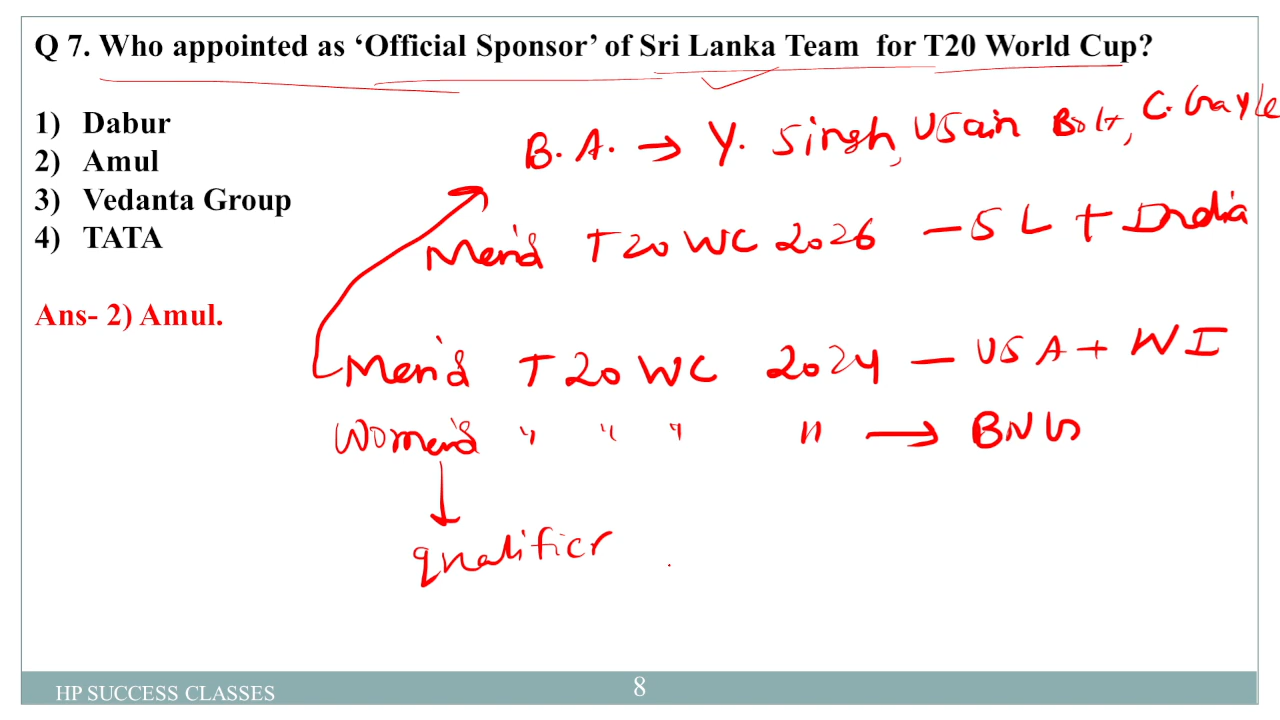 Q 7. Who appointed as ‘Official Sponsor’ of Sri Lanka Team for T20 World Cup?
1) Dabur
2) Amul
3) Vedanta Group
4) TATA
Ans- 2) Amul.
B. A. → Y. Singh, USain Bolt, C. Gayle
Men's T20 WC 2026 – SL + India
Men's T20 WC 2024 – USA + WI
Women's " " " " →
↓
qualifier
HP SUCCESS CLASSES
8